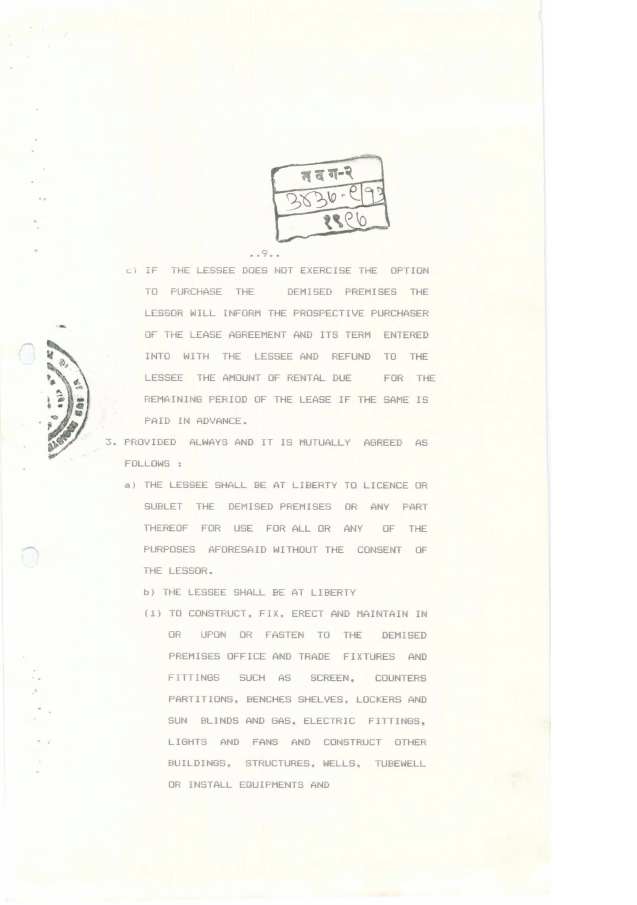 न द ग-२
३४३७-९/१३
१९९७
..9..
c) IF THE LESSEE DOES NOT EXERCISE THE OPTION
TO PURCHASE THE DEMISED PREMISES THE
LESSOR WILL INFORM THE PROSPECTIVE PURCHASER
OF THE LEASE AGREEMENT AND ITS TERM ENTERED
INTO WITH THE LESSEE AND REFUND TO THE
LESSEE THE AMOUNT OF RENTAL DUE FOR THE
REMAINING PERIOD OF THE LEASE IF THE SAME IS
PAID IN ADVANCE.
3. PROVIDED ALWAYS AND IT IS MUTUALLY AGREED AS
FOLLOWS :
a) THE LESSEE SHALL BE AT LIBERTY TO LICENCE OR
SUBLET THE DEMISED PREMISES OR ANY PART
THEREOF FOR USE FOR ALL OR ANY OF THE
PURPOSES AFORESAID WITHOUT THE CONSENT OF
THE LESSOR.
b) THE LESSEE SHALL BE AT LIBERTY
(i) TO CONSTRUCT, FIX, ERECT AND MAINTAIN IN
OR UPON OR FASTEN TO THE DEMISED
PREMISES OFFICE AND TRADE FIXTURES AND
FITTINGS SUCH AS SCREEN, COUNTERS
PARTITIONS, BENCHES SHELVES, LOCKERS AND
SUN BLINDS AND GAS, ELECTRIC FITTINGS,
LIGHTS AND FANS AND CONSTRUCT OTHER
BUILDINGS, STRUCTURES, WELLS, TUBEWELL
OR INSTALL EQUIPMENTS AND